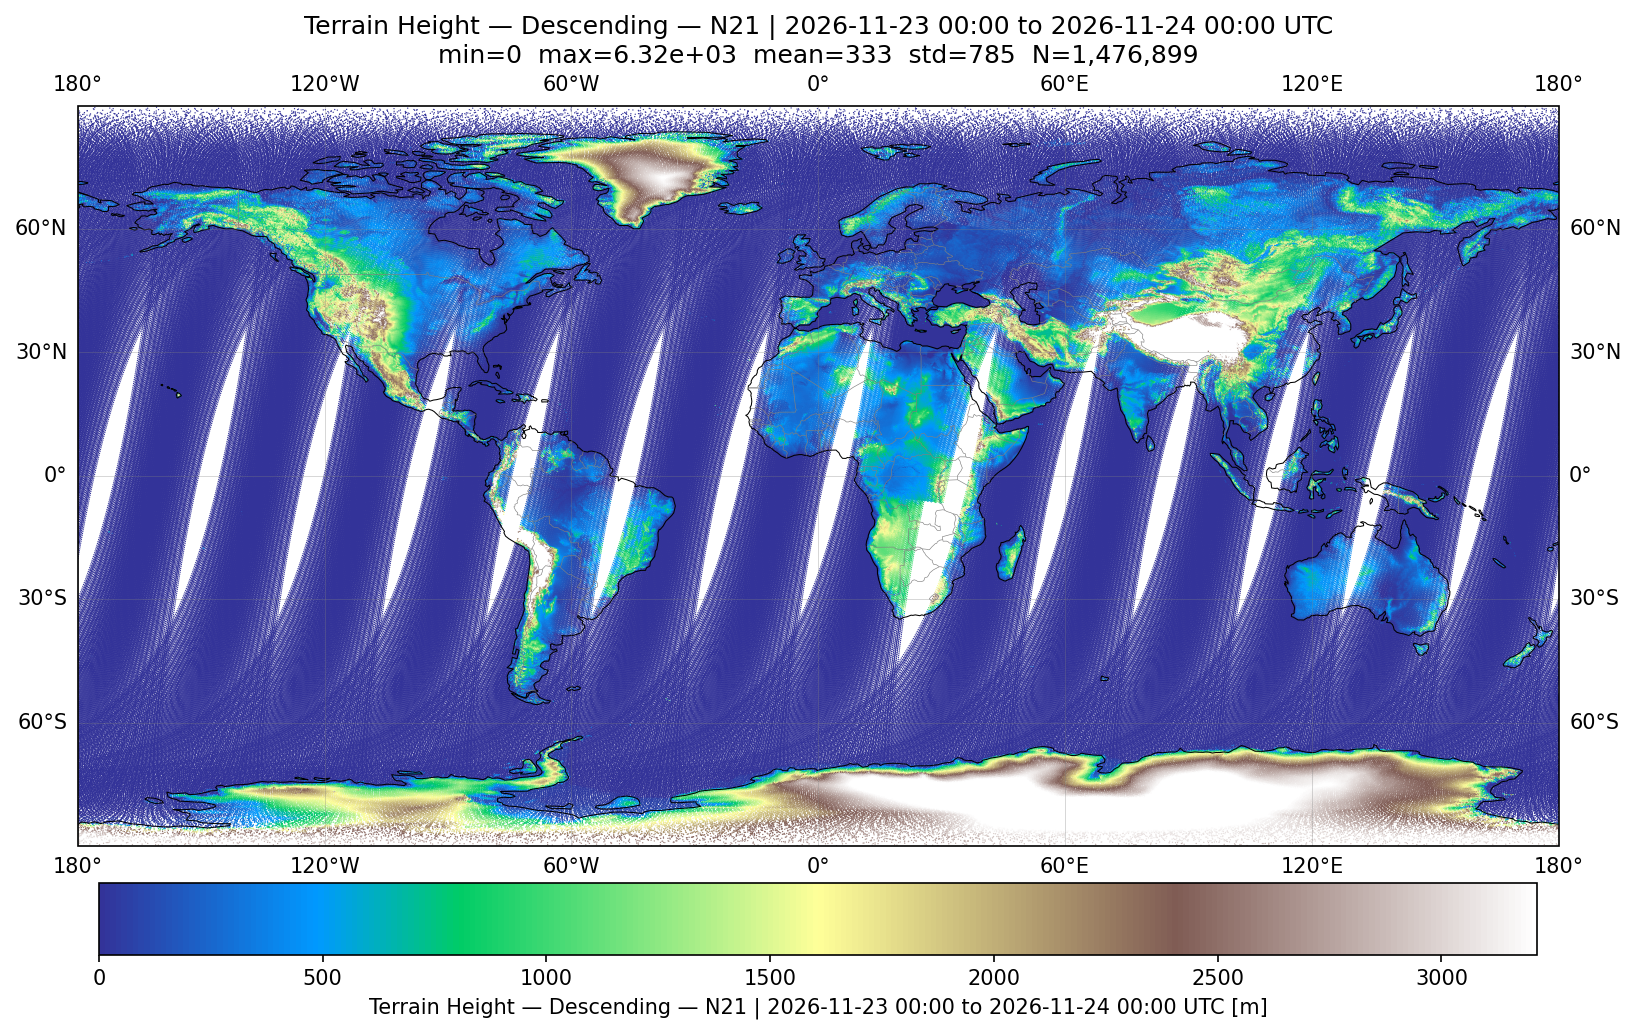 Terrain Height — Descending — N21 | 2026-11-23 00:00 to 2026-11-24 00:00 UTC
min=0 max=6.32e+03 mean=333 std=785 N=1,476,899
180° 120°W 60°W 0° 60°E 120°E 180°
60°N 60°N
30°N 30°N
0° 0°
30°S 30°S
60°S 60°S
180° 120°W 60°W 0° 60°E 120°E 180°
0 500 1000 1500 2000 2500 3000
Terrain Height — Descending — N21 | 2026-11-23 00:00 to 2026-11-24 00:00 UTC [m]